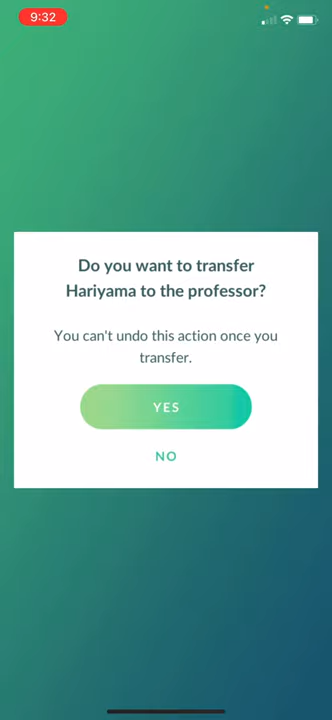 9:32
Do you want to transfer
Hariyama to the professor?
You can't undo this action once you
transfer.
YES
NO